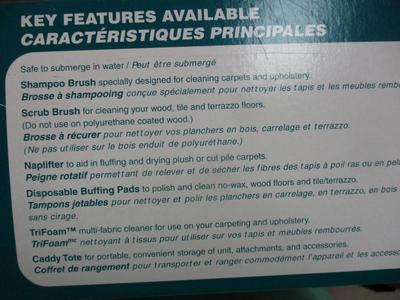 KEY FEATURES AVAILABLE
CARACTÉRISTIQUES PRINCIPALES
Safe to submerge in water / Peut être submergé
Shampoo Brush specially designed for cleaning carpets and upholstery.
Brosse à shampooing conçue spécialement pour nettoyer les tapis et les meubles
Scrub Brush for cleaning your wood, tile and terrazzo floors.
(Do not use on polyurethane coated wood.)
Brosse à récurer pour nettoyer vos planchers en bois, carrelage et terrazzo.
(Ne pas utiliser sur le bois enduit de polyuréthane.)
Naplifter to aid in fluffing and drying plush or cut pile carpets.
Peigne rotatif permettant de relever et de sécher les fibres des tapis à poil ras ou en
Disposable Buffing Pads to polish and clean no-wax, wood floors and tile/terrazzo.
Tampons jetables pour nettoyer et polir les planchers en carrelage, en terrazzo, en bois
sans cirage.
TriFoam™ multi-fabric cleaner for use on your carpeting and upholstery.
TriFoamᵐᶜ nettoyant à tissus pour utiliser sur vos tapis et meubles rembourrés.
Caddy Tote for portable, convenient storage of unit, attachments, and accessories.
Coffret de rangement pour transporter et ranger commodément l'appareil et les